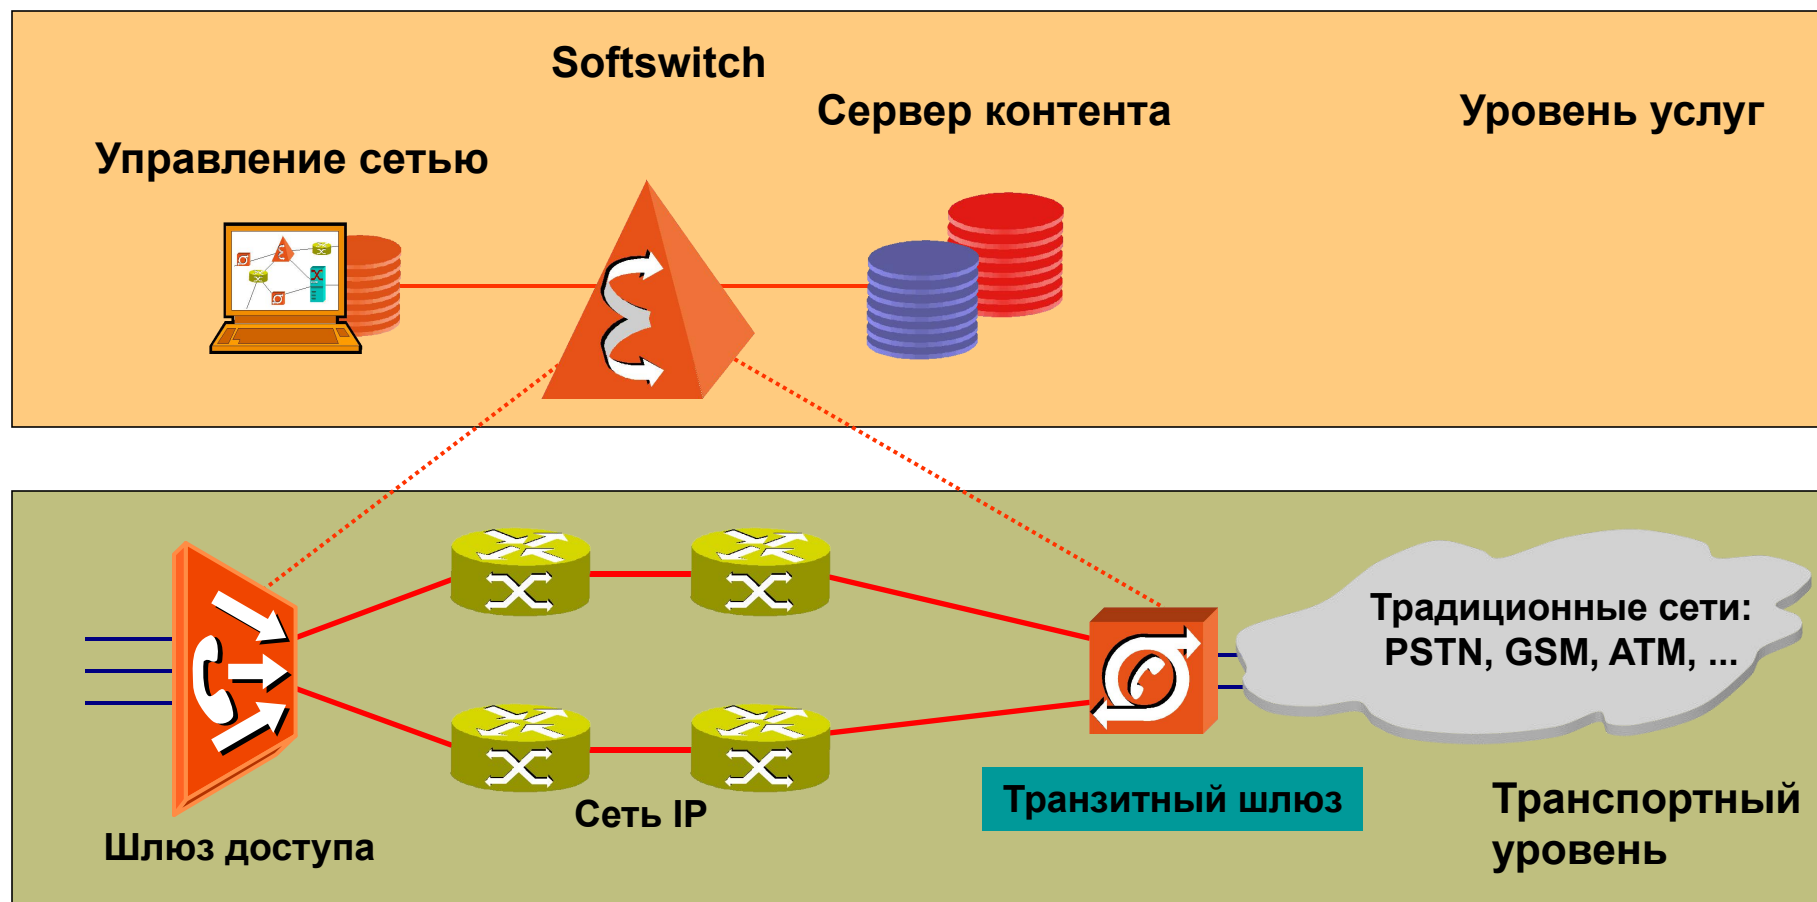 Softswitch
Сервер контента
Уровень услуг
Управление сетью
Традиционные сети:
PSTN, GSM, ATM, ...
Транзитный шлюз
Сеть IP
Шлюз доступа
Транспортный
уровень